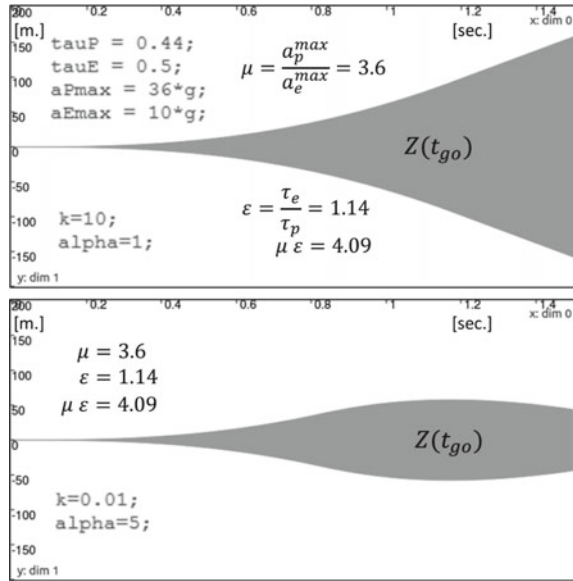 200 0.2 0.4 0.6 0.8 1 1.2 1.4
[m.] [sec.] x: dim 0
150
100
50
0
-50
-100
-150
tauP = 0.44;
tauE = 0.5;
aPmax = 36*g;
aEmax = 10*g;
μ = a_p^max / a_e^max = 3.6
Z(t_go)
ε = τ_e / τ_p = 1.14
μ ε = 4.09
k=10;
alpha=1;
y: dim 1
200 0.2 0.4 0.6 0.8 1 1.2 1.4
[m.] [sec.] x: dim 0
150
100
50
0
-50
-100
-150
μ = 3.6
ε = 1.14
μ ε = 4.09
Z(t_go)
k=0.01;
alpha=5;
y: dim 1